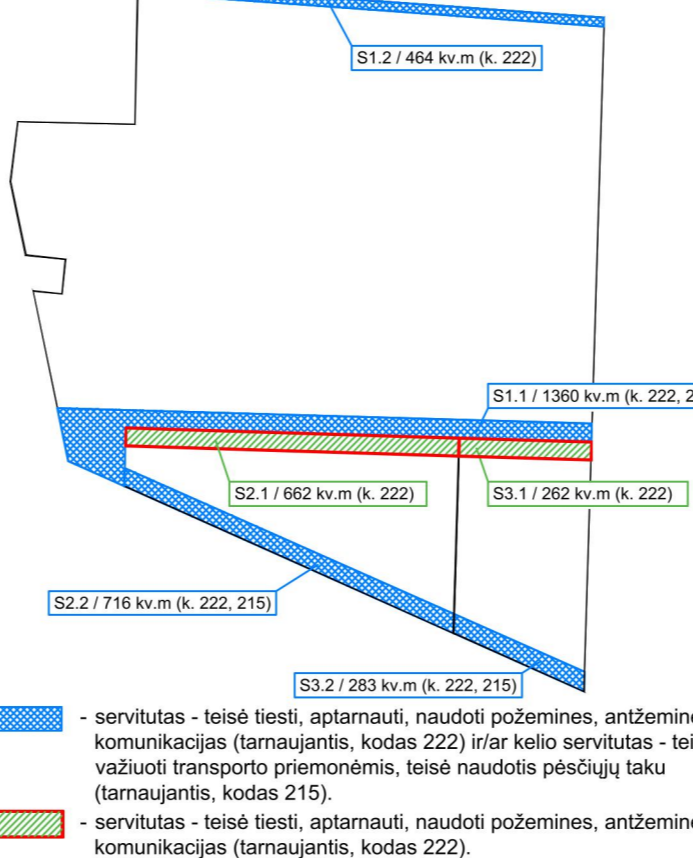 S1.2 / 464 kv.m (k. 222)
S1.1 / 1360 kv.m (k. 222, 2
S2.1 / 662 kv.m (k. 222)
S3.1 / 262 kv.m (k. 222)
S2.2 / 716 kv.m (k. 222, 215)
S3.2 / 283 kv.m (k. 222, 215)
- servitutas - teisė tiesti, aptarnauti, naudoti požemines, antžemine
komunikacijas (tarnaujantis, kodas 222) ir/ar kelio servitutas - tei
važiuoti transporto priemonėmis, teisė naudotis pėsčiųjų taku
(tarnaujantis, kodas 215).
- servitutas - teisė tiesti, aptarnauti, naudoti požemines, antžemine
komunikacijas (tarnaujantis, kodas 222).